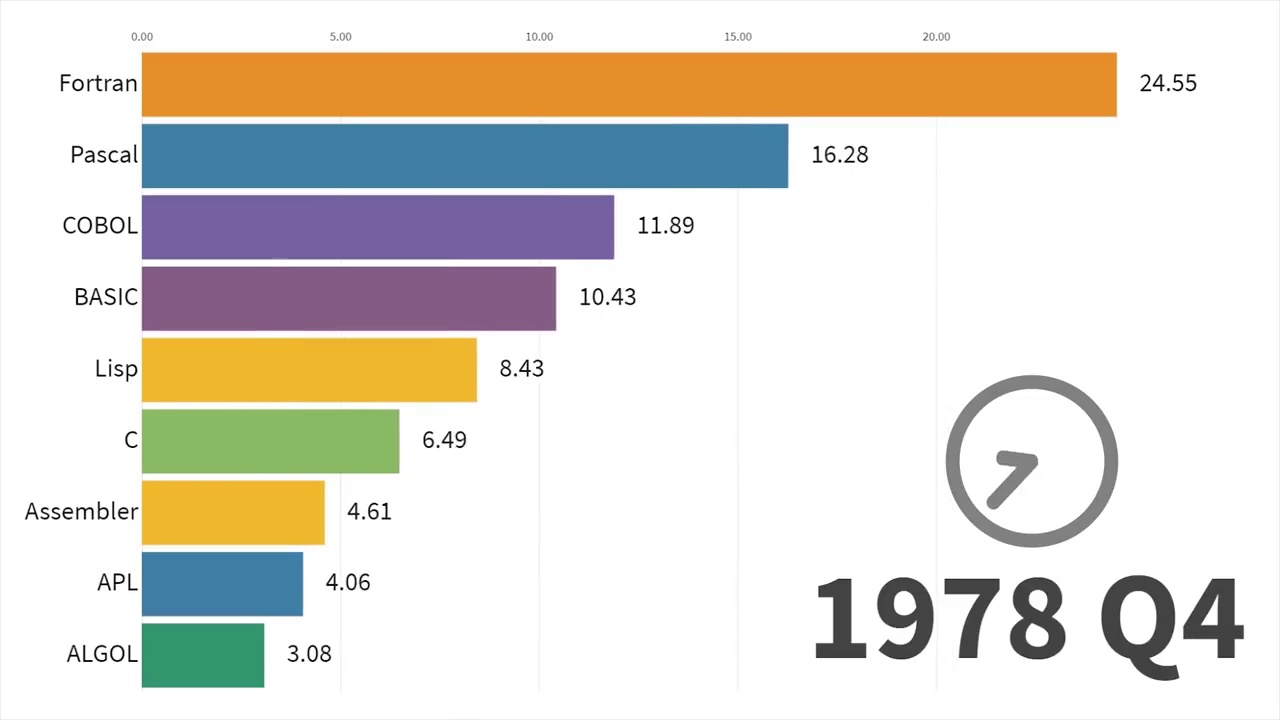 0.00 5.00 10.00 15.00 20.00
Fortran 24.55
Pascal 16.28
COBOL 11.89
BASIC 10.43
Lisp 8.43
C 6.49
Assembler 4.61
APL 4.06
ALGOL 3.08
1978 Q4